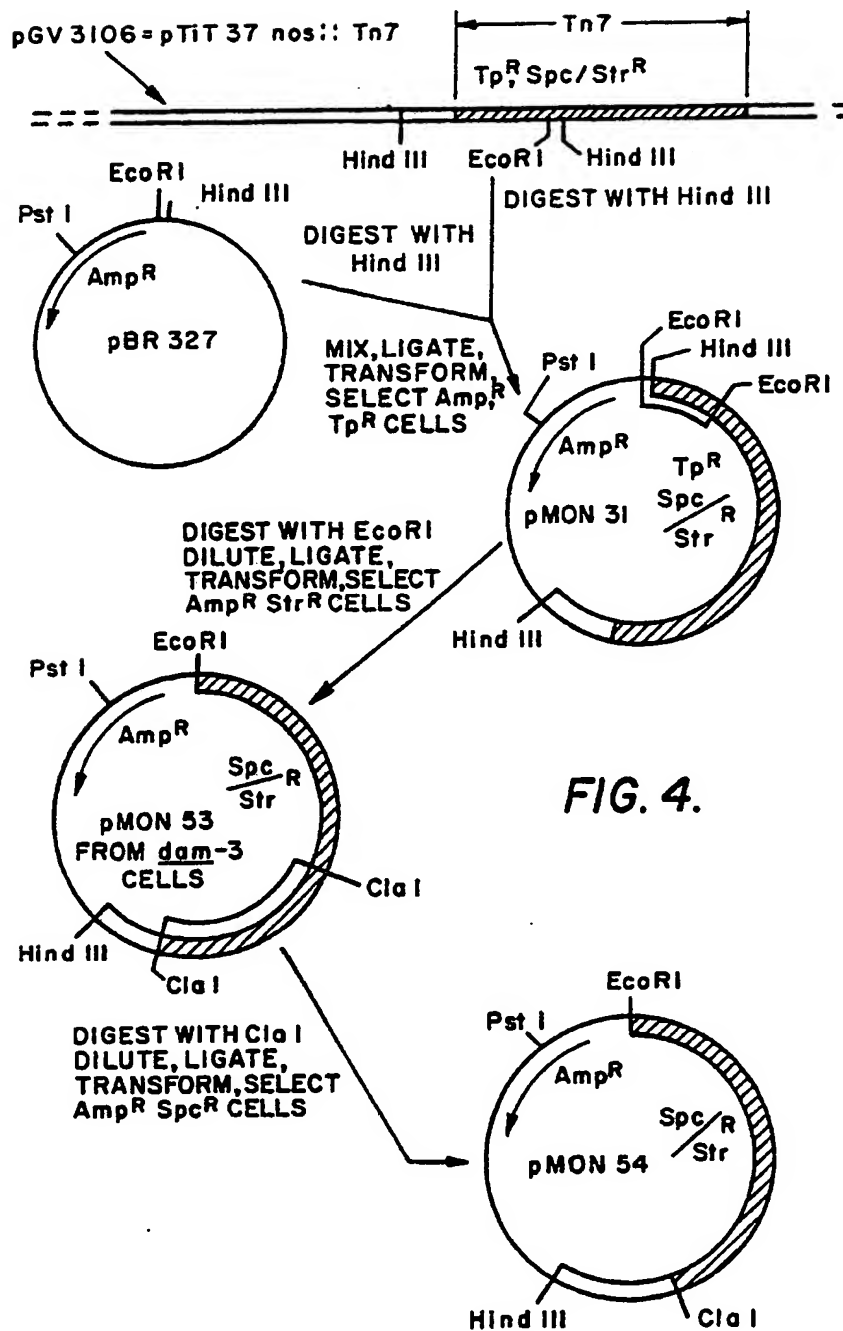 pGV 3106 = pTiT 37 nos:: Tn7
Tn7
Tpᴿ, Spc/Strᴿ
Hind III
EcoRI
Hind III
DIGEST WITH Hind III
EcoRI
Hind III
Pst I
Ampᴿ
pBR 327
DIGEST WITH
Hind III
MIX, LIGATE,
TRANSFORM,
SELECT Amp,ᴿ
Tpᴿ CELLS
EcoRI
Hind III
EcoRI
Pst I
Ampᴿ
Tpᴿ
Spc/Str R
pMON 31
Hind III
DIGEST WITH EcoRI
DILUTE, LIGATE,
TRANSFORM, SELECT
Ampᴿ Strᴿ CELLS
EcoRI
Pst I
Ampᴿ
Spc/Str R
pMON 53
FROM dam-3
CELLS
Cla I
Hind III
Cla I
FIG. 4.
DIGEST WITH Cla I
DILUTE, LIGATE,
TRANSFORM, SELECT
Ampᴿ Spcᴿ CELLS
EcoRI
Pst I
Ampᴿ
Spc/Str R
pMON 54
Hind III
Cla I